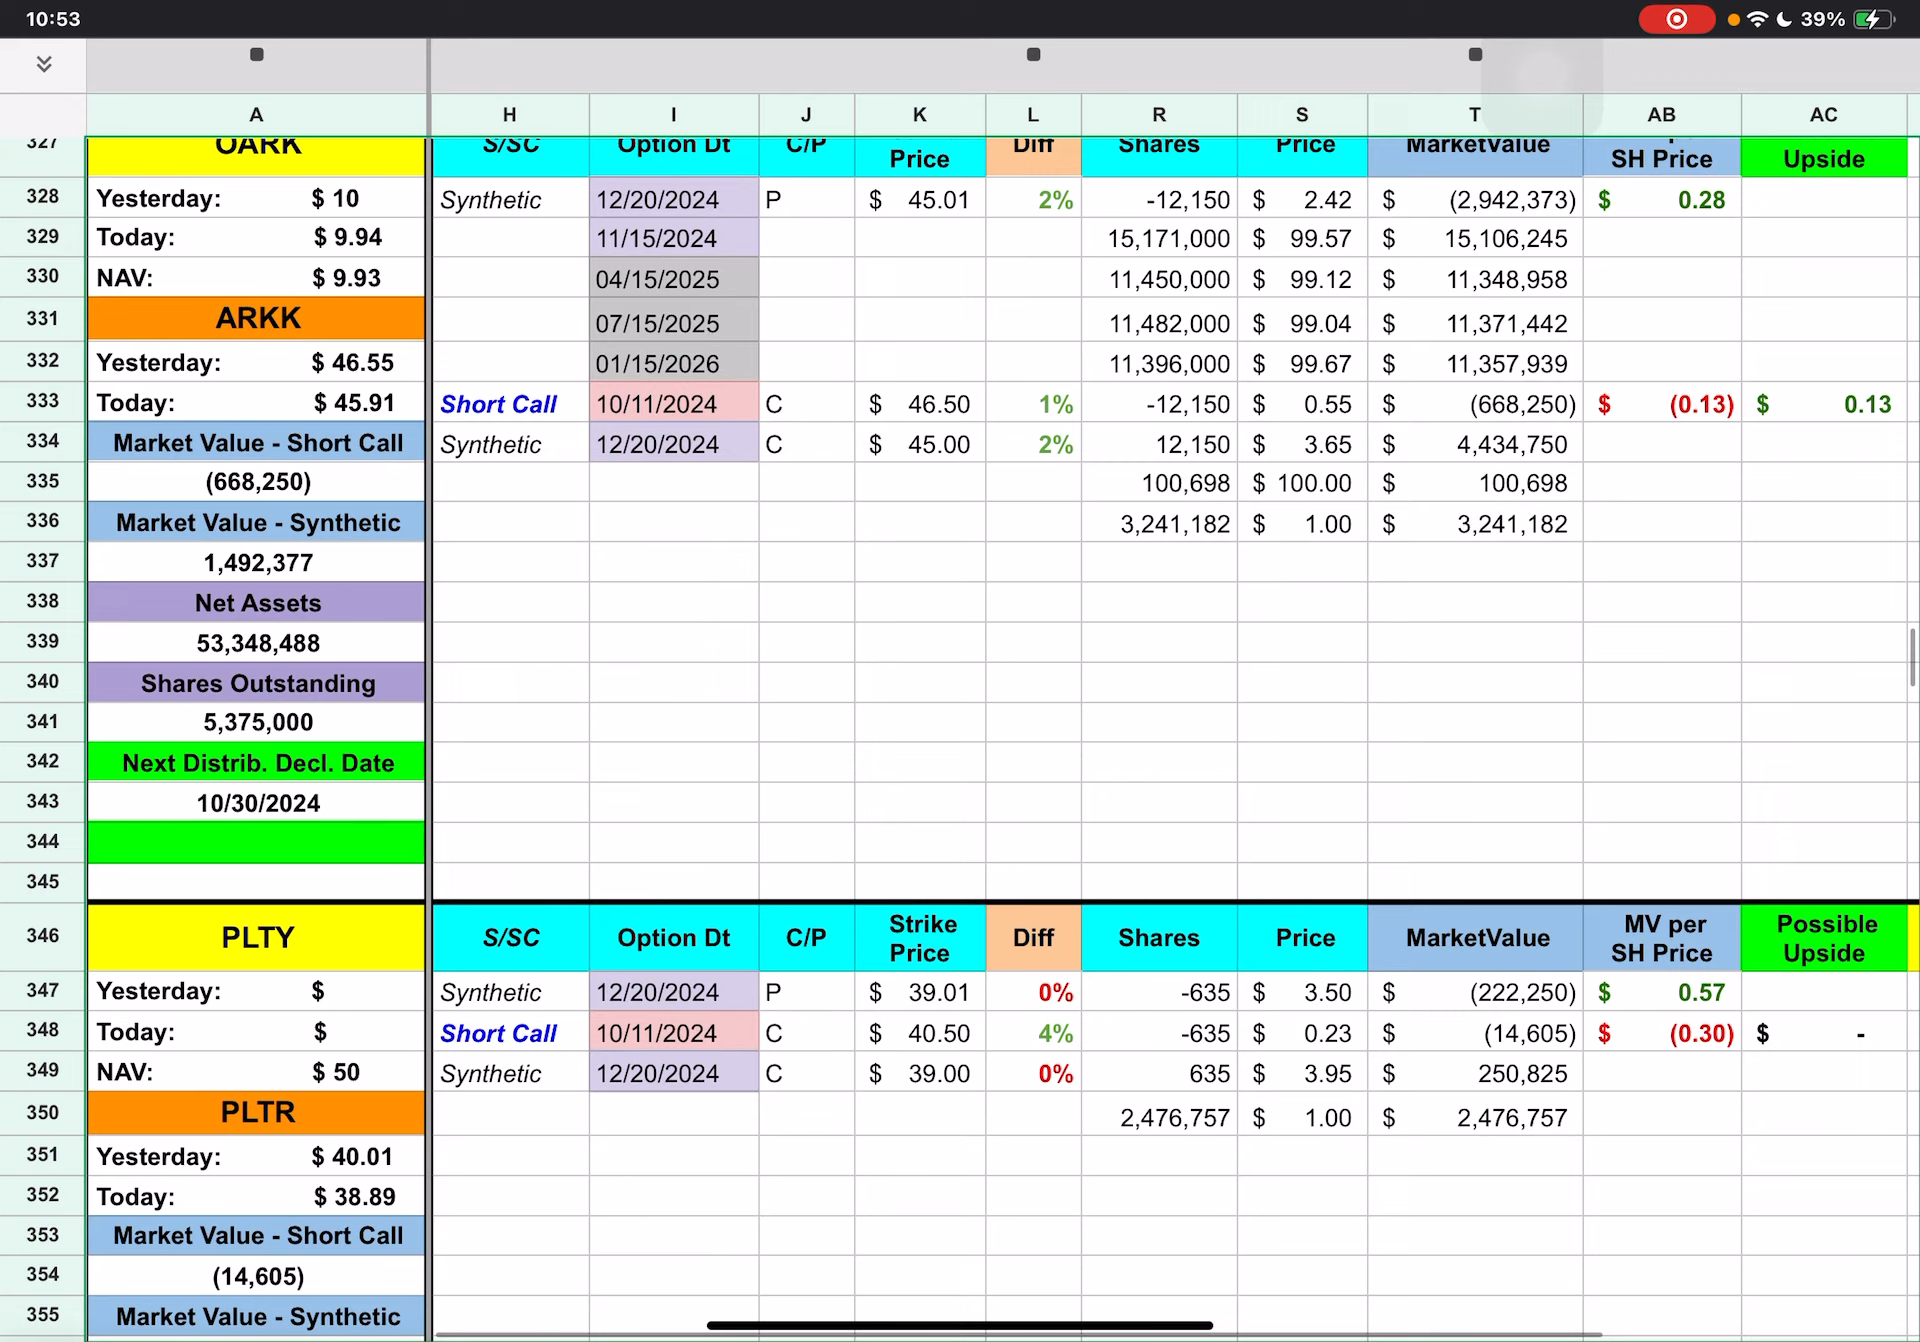 10:53
39%
A H I J K L R S T AB AC
327 OARK S/SC Option Dt C/P Price Diff Shares Price MarketValue SH Price Upside
328 Yesterday: $ 10 Synthetic 12/20/2024 P $ 45.01 2% -12,150 $ 2.42 $ (2,942,373) $ 0.28
329 Today: $ 9.94 11/15/2024 15,171,000 $ 99.57 $ 15,106,245
330 NAV: $ 9.93 04/15/2025 11,450,000 $ 99.12 $ 11,348,958
331 ARKK 07/15/2025 11,482,000 $ 99.04 $ 11,371,442
332 Yesterday: $ 46.55 01/15/2026 11,396,000 $ 99.67 $ 11,357,939
333 Today: $ 45.91 Short Call 10/11/2024 C $ 46.50 1% -12,150 $ 0.55 $ (668,250) $ (0.13) $ 0.13
334 Market Value - Short Call Synthetic 12/20/2024 C $ 45.00 2% 12,150 $ 3.65 $ 4,434,750
335 (668,250) 100,698 $ 100.00 $ 100,698
336 Market Value - Synthetic 3,241,182 $ 1.00 $ 3,241,182
337 1,492,377
338 Net Assets
339 53,348,488
340 Shares Outstanding
341 5,375,000
342 Next Distrib. Decl. Date
343 10/30/2024
344
345
346 PLTY S/SC Option Dt C/P Strike Price Diff Shares Price MarketValue MV per SH Price Possible Upside
347 Yesterday: $ Synthetic 12/20/2024 P $ 39.01 0% -635 $ 3.50 $ (222,250) $ 0.57
348 Today: $ Short Call 10/11/2024 C $ 40.50 4% -635 $ 0.23 $ (14,605) $ (0.30) $ -
349 NAV: $ 50 Synthetic 12/20/2024 C $ 39.00 0% 635 $ 3.95 $ 250,825
350 PLTR 2,476,757 $ 1.00 $ 2,476,757
351 Yesterday: $ 40.01
352 Today: $ 38.89
353 Market Value - Short Call
354 (14,605)
355 Market Value - Synthetic